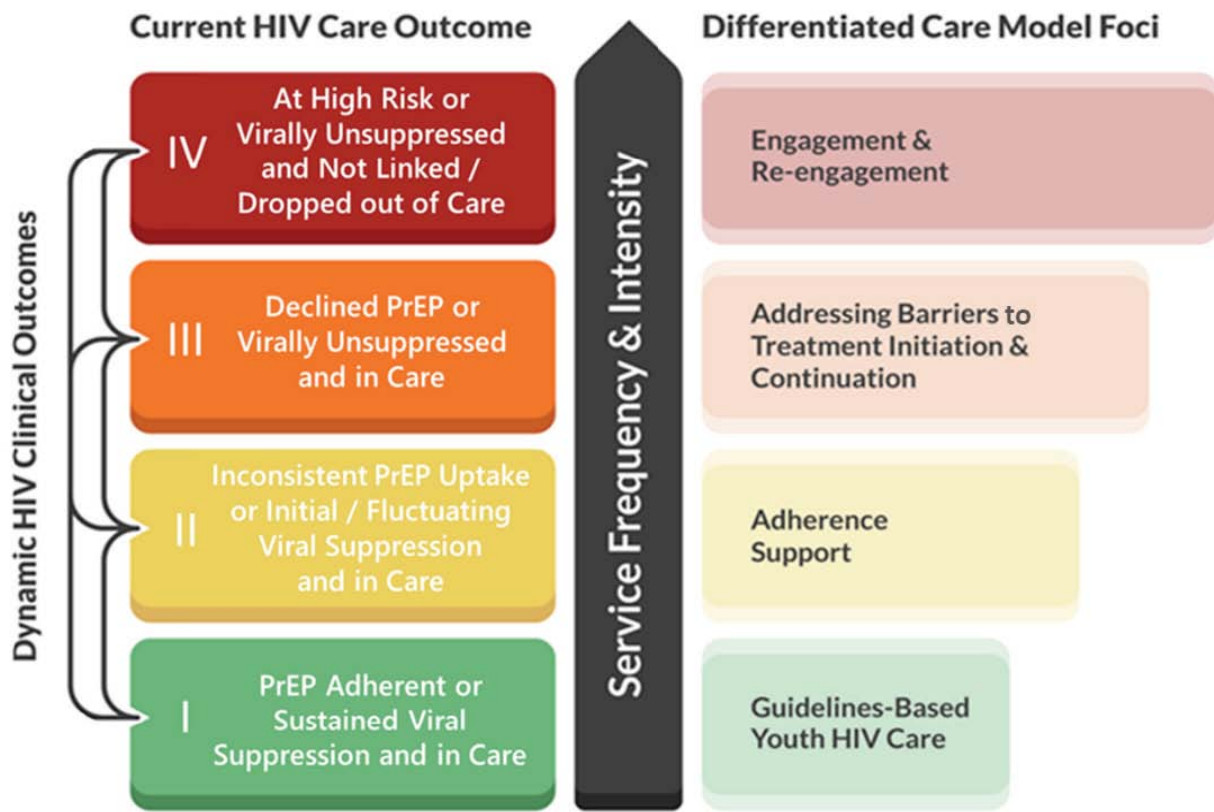 Current HIV Care Outcome
Differentiated Care Model Foci
Dynamic HIV Clinical Outcomes
IV
At High Risk or
Virally Unsuppressed
and Not Linked /
Dropped out of Care
III
Declined PrEP or
Virally Unsuppressed
and in Care
II
Inconsistent PrEP Uptake
or Initial / Fluctuating
Viral Suppression
and in Care
I
PrEP Adherent or
Sustained Viral
Suppression and in Care
Service Frequency & Intensity
Engagement &
Re-engagement
Addressing Barriers to
Treatment Initiation &
Continuation
Adherence
Support
Guidelines-Based
Youth HIV Care